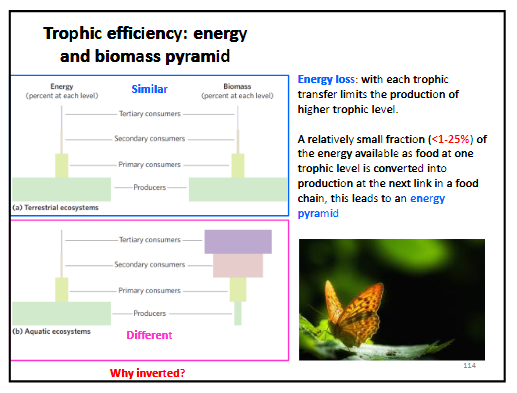 Trophic efficiency: energy
and biomass pyramid
Energy
(percent at each level)
Similar
Biomass
(percent at each level)
Tertiary consumers
Secondary consumers
Primary consumers
Producers
(a) Terrestrial ecosystems
Tertiary consumers
Secondary consumers
Primary consumers
Producers
(b) Aquatic ecosystems
Different
Why inverted?
Energy loss: with each trophic
transfer limits the production of
higher trophic level.
A relatively small fraction (<1-25%) of
the energy available as food at one
trophic level is converted into
production at the next link in a food
chain, this leads to an energy
pyramid
114